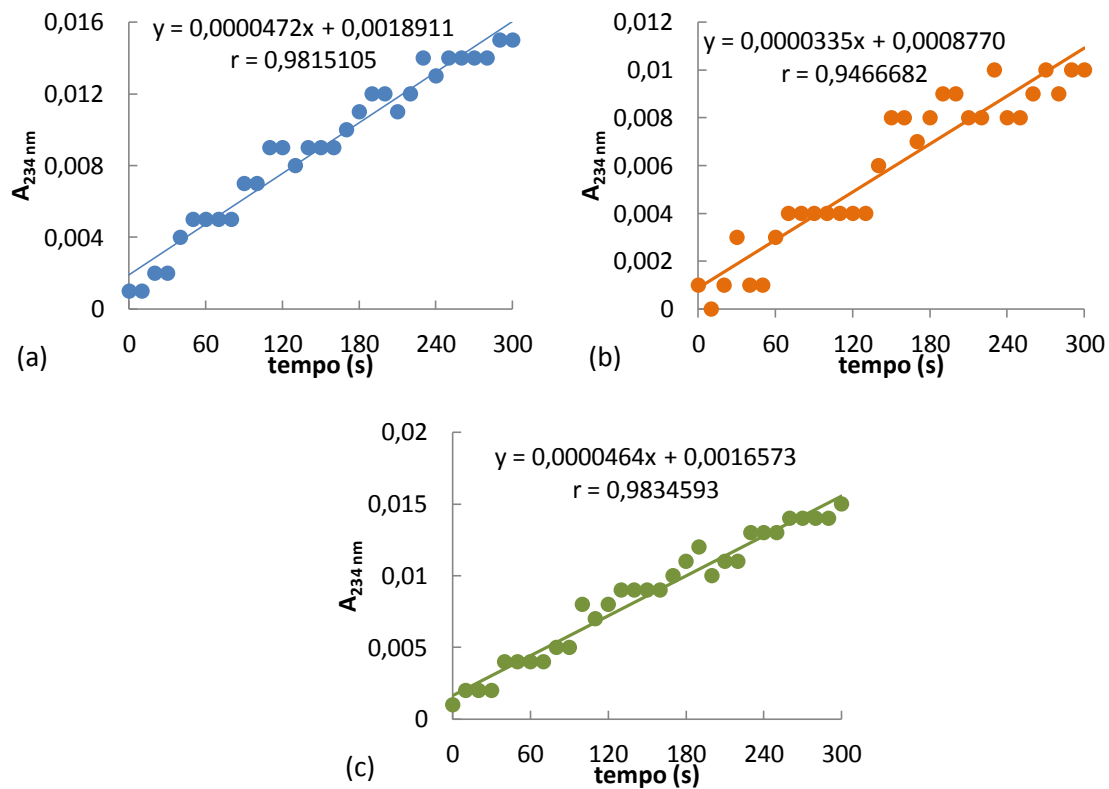 y = 0,0000472x + 0,0018911
r = 0,9815105
0,016
0,012
0,008
0,004
0
A234 nm
0 60 120 180 240 300
tempo (s)
(a)
y = 0,0000335x + 0,0008770
r = 0,9466682
0,012
0,010
0,008
0,006
0,004
0,002
0
A234 nm
0 60 120 180 240 300
tempo (s)
(b)
y = 0,0000464x + 0,0016573
r = 0,9834593
0,02
0,015
0,01
0,005
0
A234 nm
0 60 120 180 240 300
tempo (s)
(c)